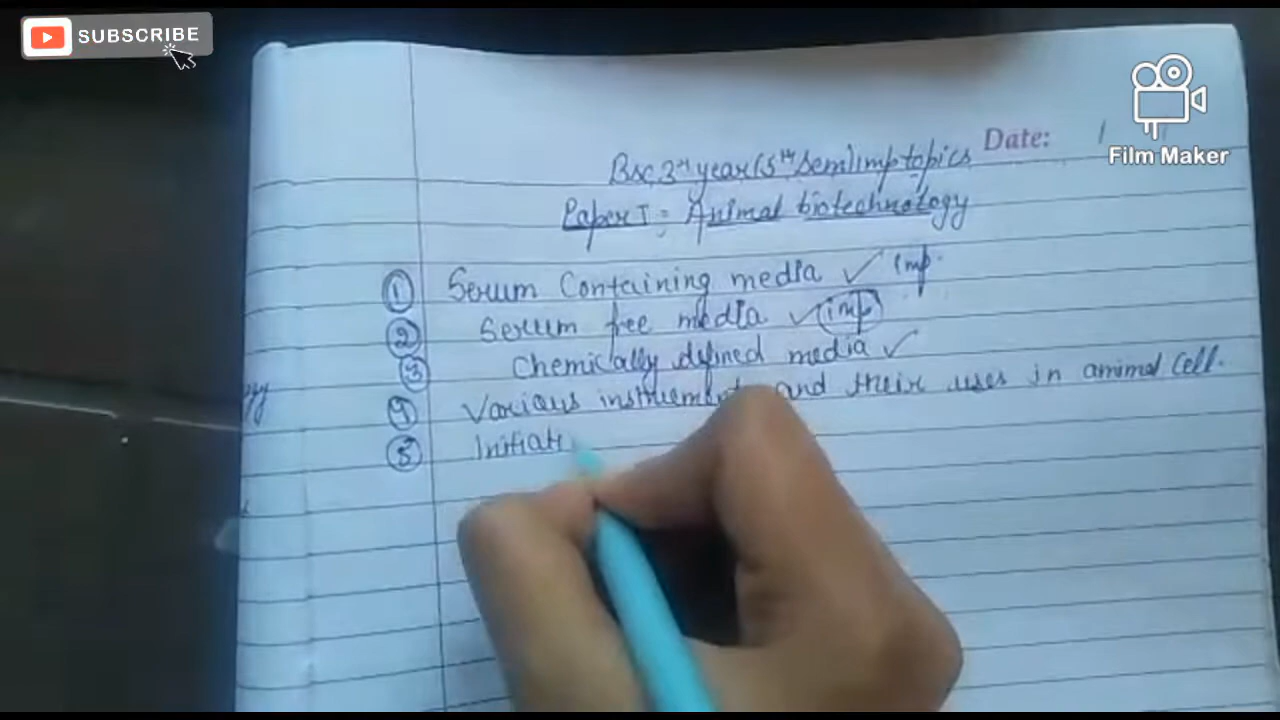 SUBSCRIBE
Film Maker
Date:
Bsc 3rd year (5th sem) imp topics
Paper I: Animal biotechnology
① Serum Containing media ✓ imp.
② Serum free media ✓ imp
③ Chemically defined media ✓
④ Various instruments and their uses in animal cell.
⑤ Initiati